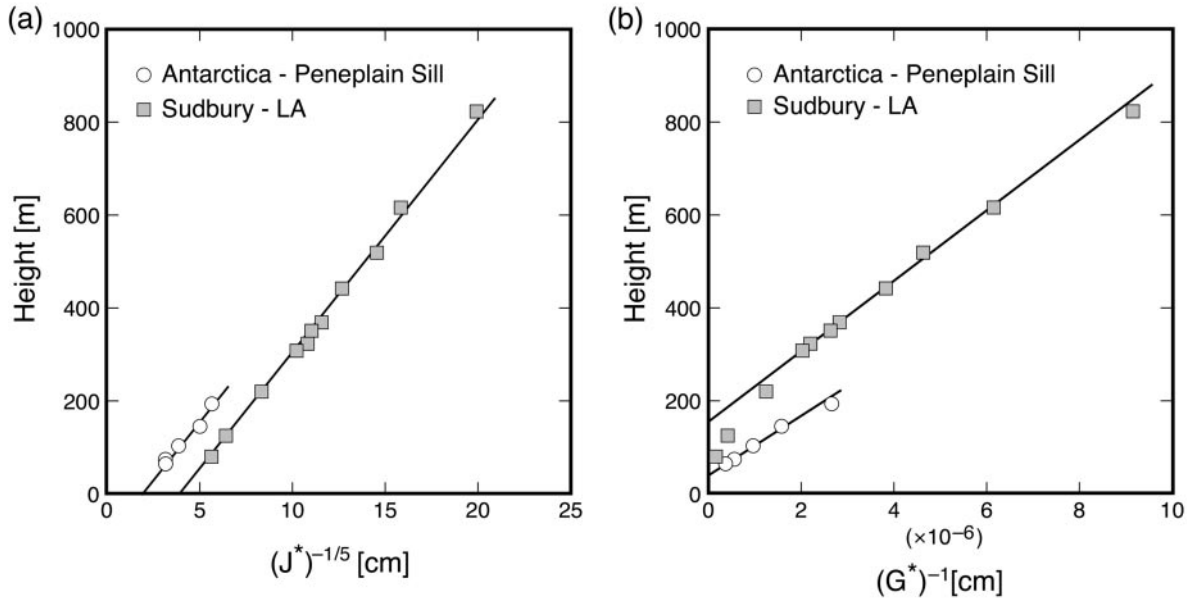 (a)
1000
800
600
400
200
0
Height [m]
Antarctica - Peneplain Sill
Sudbury - LA
0 5 10 15 20 25
(J*)–1/5 [cm]
(b)
1000
800
600
400
200
0
Height [m]
Antarctica - Peneplain Sill
Sudbury - LA
0 2 4 6 8 10
(×10–6)
(G*)–1[cm]